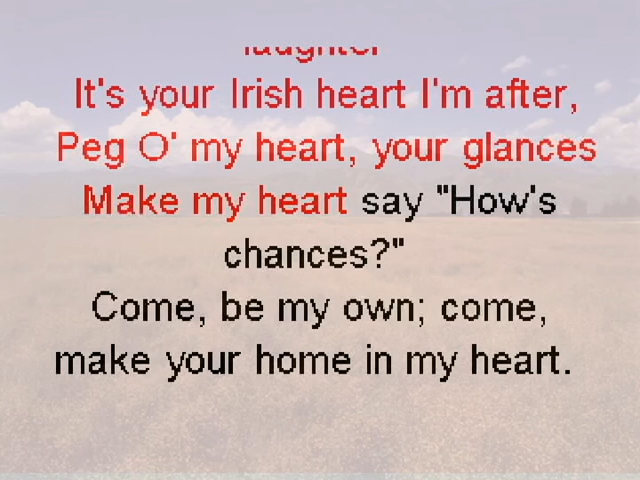 laughter
It's your Irish heart I'm after,
Peg O' my heart, your glances
Make my heart say "How's
chances?"
Come, be my own; come,
make your home in my heart.